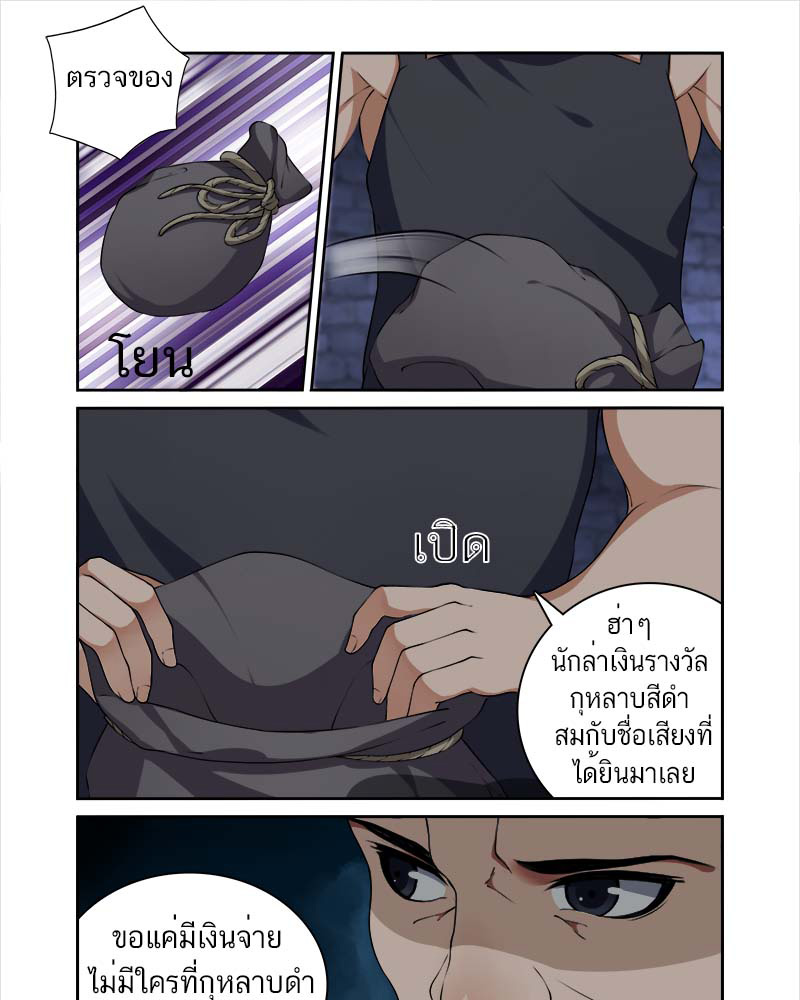 ตรวจของ
โยน
เปิด
ฮ่าๆ
นักล่าเงินรางวัล
กุหลาบสีดำ
สมกับชื่อเสียงที่
ได้ยินมาเลย
ขอแค่มีเงินจ่าย
ไม่มีใครที่กุหลาบดำ